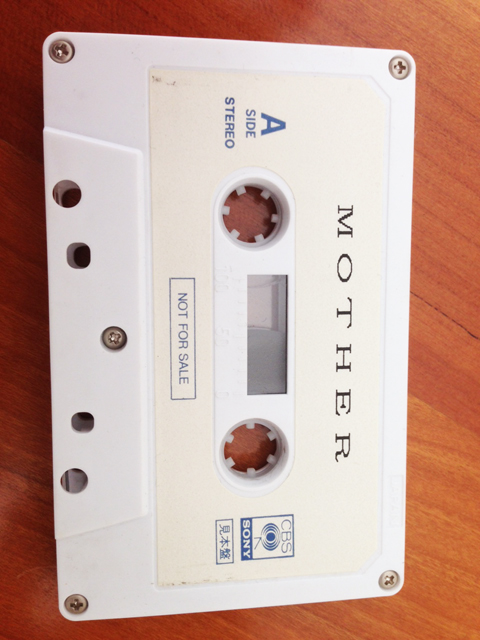 A
SIDE
STEREO
MOTHER
NOT FOR SALE
CBS
SONY
見本盤